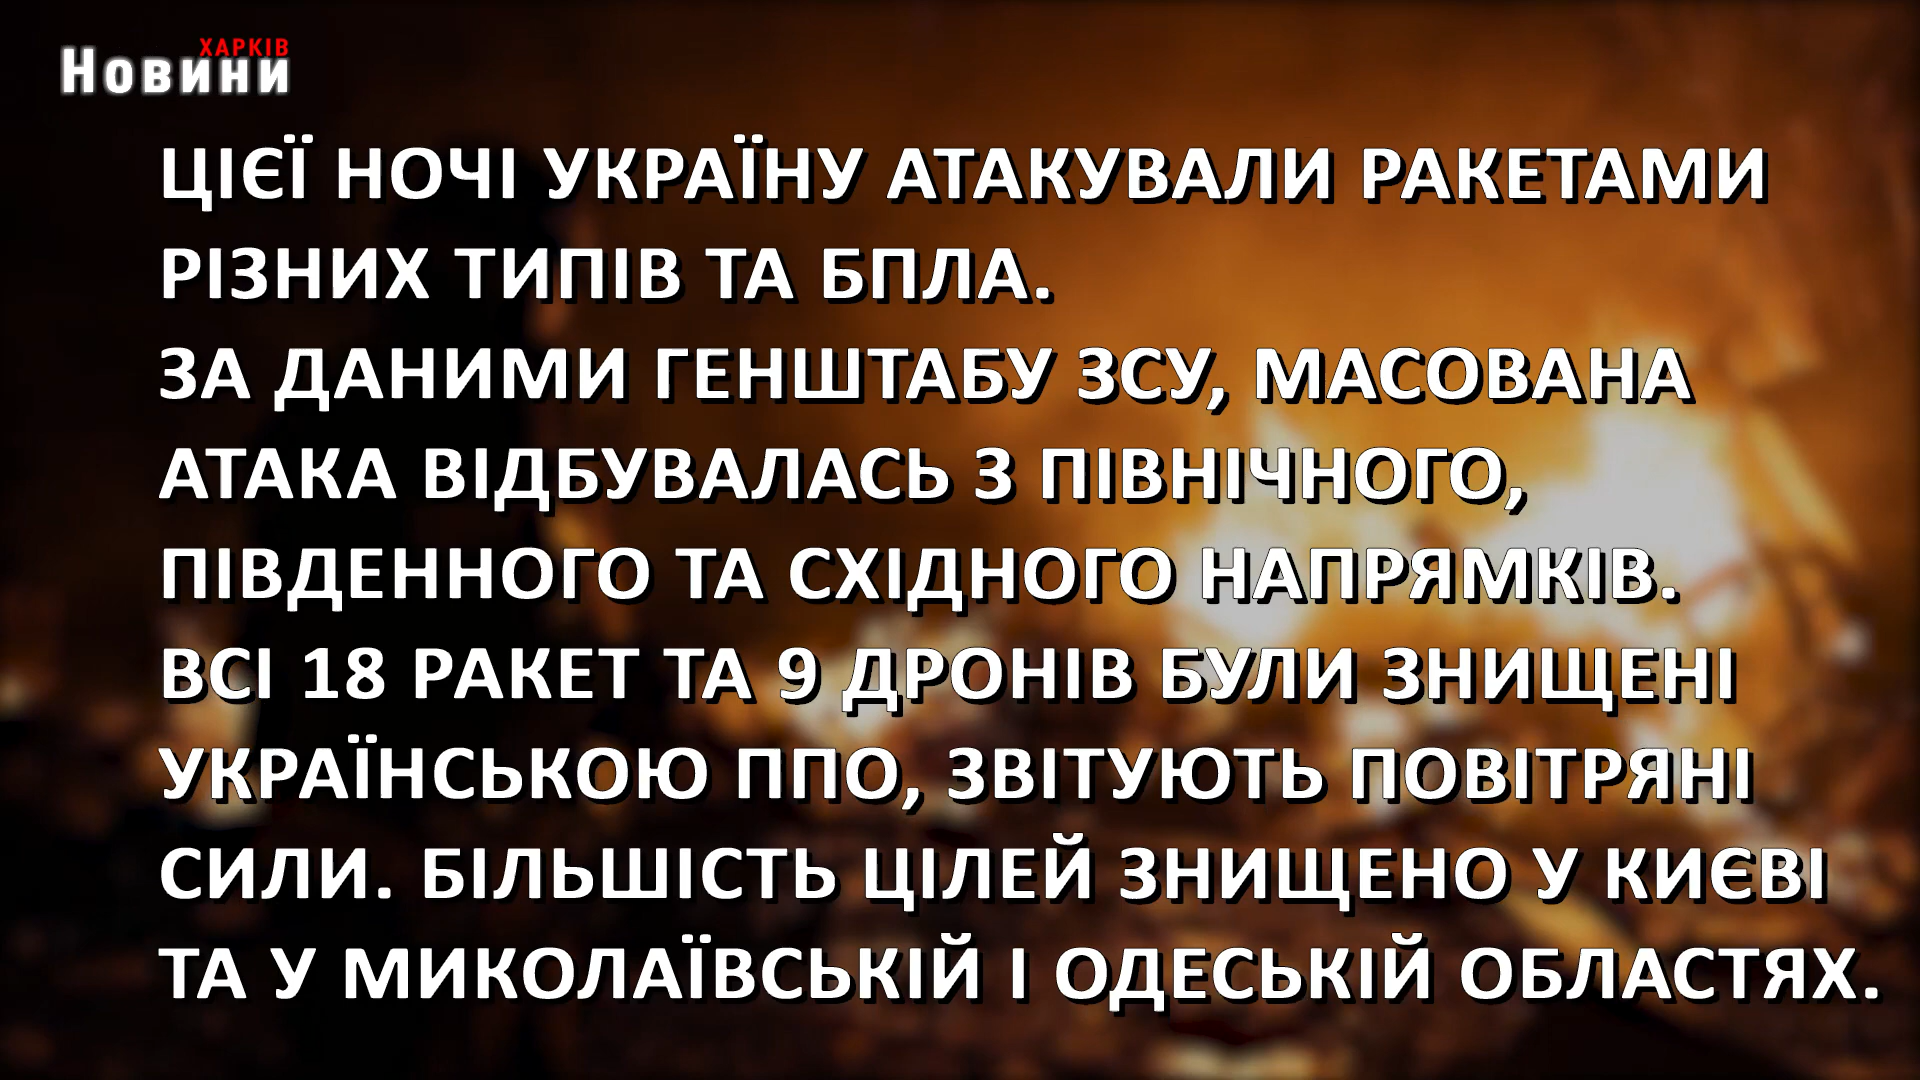 ХАРКІВ
Новини
ЦІЄЇ НОЧІ УКРАЇНУ АТАКУВАЛИ РАКЕТАМИ
РІЗНИХ ТИПІВ ТА БПЛА.
ЗА ДАНИМИ ГЕНШТАБУ ЗСУ, МАСОВАНА
АТАКА ВІДБУВАЛАСЬ З ПІВНІЧНОГО,
ПІВДЕННОГО ТА СХІДНОГО НАПРЯМКІВ.
ВСІ 18 РАКЕТ ТА 9 ДРОНІВ БУЛИ ЗНИЩЕНІ
УКРАЇНСЬКОЮ ППО, ЗВІТУЮТЬ ПОВІТРЯНІ
СИЛИ. БІЛЬШІСТЬ ЦІЛЕЙ ЗНИЩЕНО У КИЄВІ
ТА У МИКОЛАЇВСЬКІЙ І ОДЕСЬКІЙ ОБЛАСТЯХ.